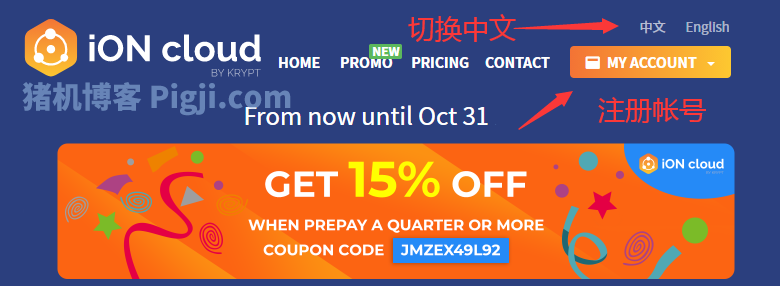 切换中文
中文 English
iON cloud
BY KRYPT
HOME PROMO NEW PRICING CONTACT
MY ACCOUNT
猪机博客 Pigji.com
注册帐号
From now until Oct 31
iON cloud
BY KRYPT
GET 15% OFF
WHEN PREPAY A QUARTER OR MORE
COUPON CODE JMZEX49L92